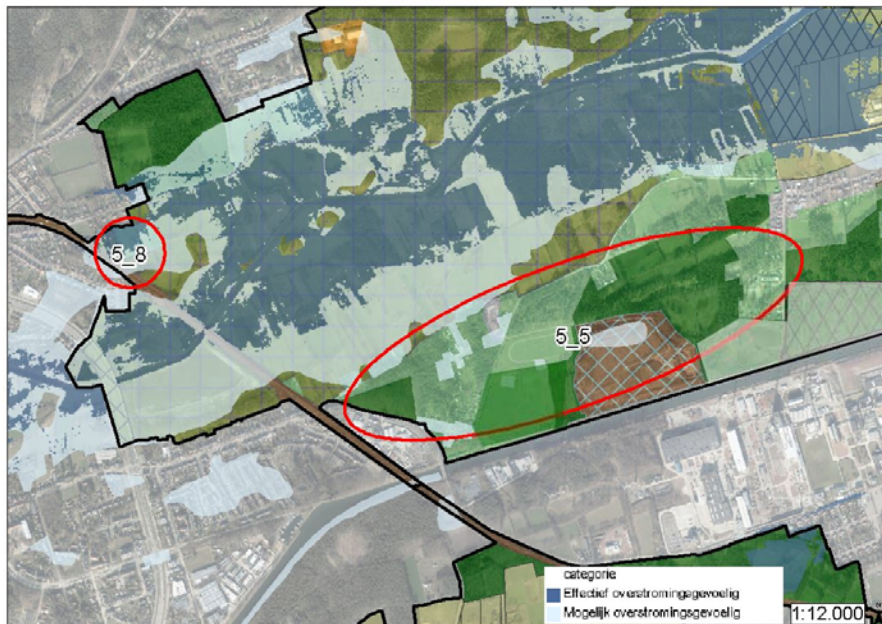 5_8
5_5
categorie
Effectief overstromingsgevoelig
Mogelijk overstromingsgevoelig
1:12.000